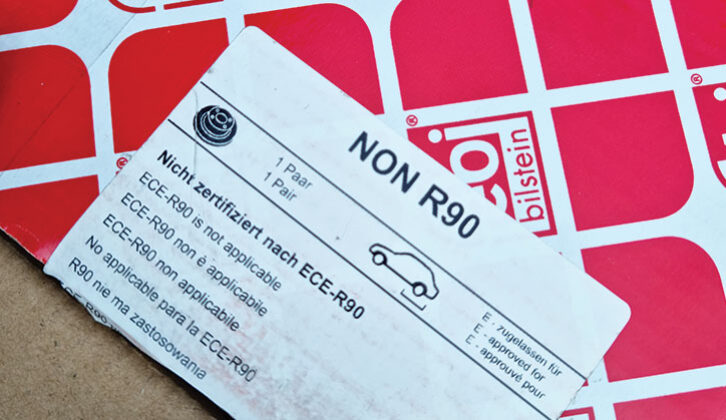 NON R90
1 Paar
1 Pair
E - zugelassen für
E - approved for
E - approuvé pour
Nicht zertifiziert nach ECE-R90
ECE-R90 is not applicable
ECE-R90 non è applicabile
ECE-R90 non applicabile
No applicable para la ECE-R90
R90 nie ma zastosowania
bilstein
®
®
®